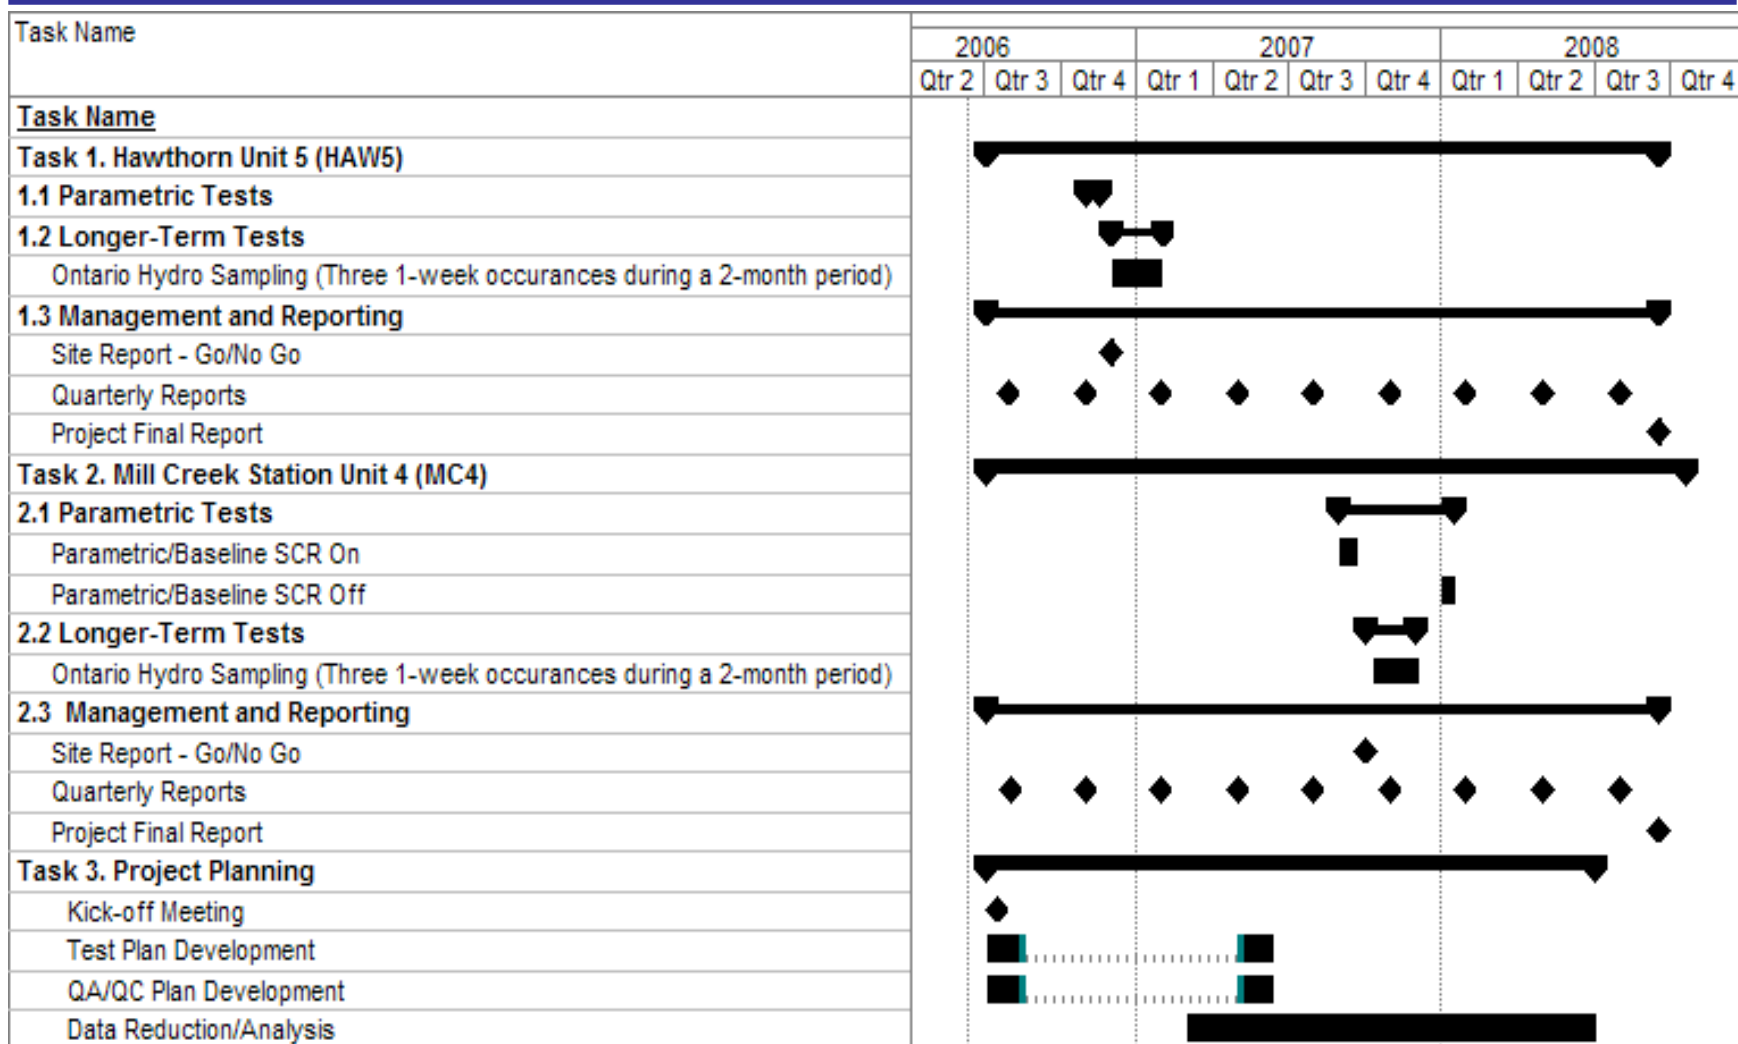 Task Name
2006 2007 2008
Qtr 2 Qtr 3 Qtr 4 Qtr 1 Qtr 2 Qtr 3 Qtr 4 Qtr 1 Qtr 2 Qtr 3 Qtr 4
Task Name
Task 1. Hawthorn Unit 5 (HAW5)
1.1 Parametric Tests
1.2 Longer-Term Tests
Ontario Hydro Sampling (Three 1-week occurances during a 2-month period)
1.3 Management and Reporting
Site Report - Go/No Go
Quarterly Reports
Project Final Report
Task 2. Mill Creek Station Unit 4 (MC4)
2.1 Parametric Tests
Parametric/Baseline SCR On
Parametric/Baseline SCR Off
2.2 Longer-Term Tests
Ontario Hydro Sampling (Three 1-week occurances during a 2-month period)
2.3 Management and Reporting
Site Report - Go/No Go
Quarterly Reports
Project Final Report
Task 3. Project Planning
Kick-off Meeting
Test Plan Development
QA/QC Plan Development
Data Reduction/Analysis